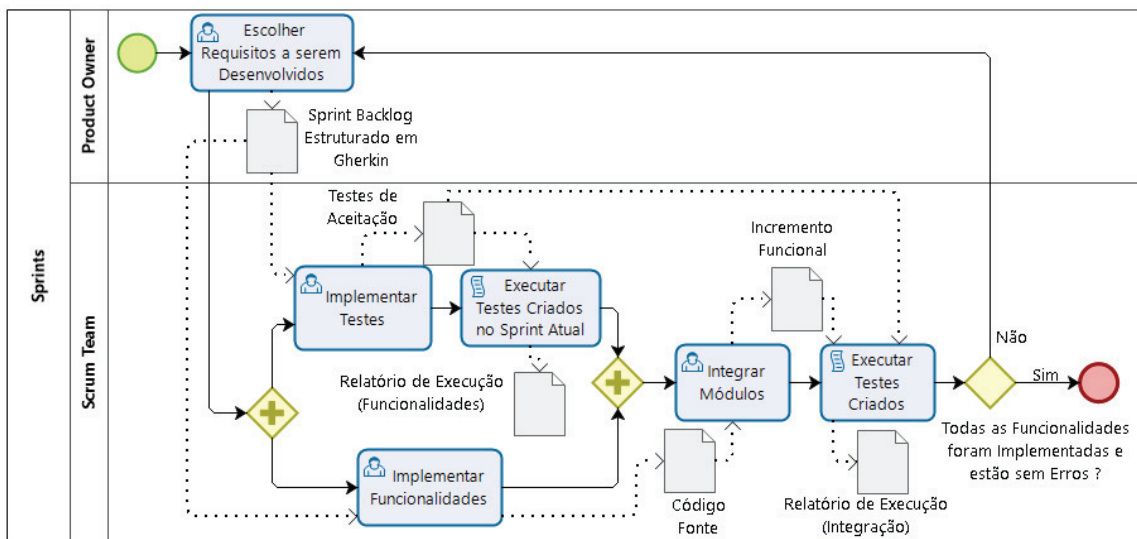 Sprints
Product Owner
Escolher
Requisitos a serem
Desenvolvidos
Sprint Backlog
Estruturado em
Gherkin
Scrum Team
Testes de
Aceitação
Implementar
Testes
Executar
Testes Criados
no Sprint Atual
Relatório de Execução
(Funcionalidades)
Implementar
Funcionalidades
Incremento
Funcional
Integrar
Módulos
Código
Fonte
Executar
Testes
Criados
Relatório de Execução
(Integração)
Não
Sim
Todas as Funcionalidades
foram Implementadas e
estão sem Erros ?